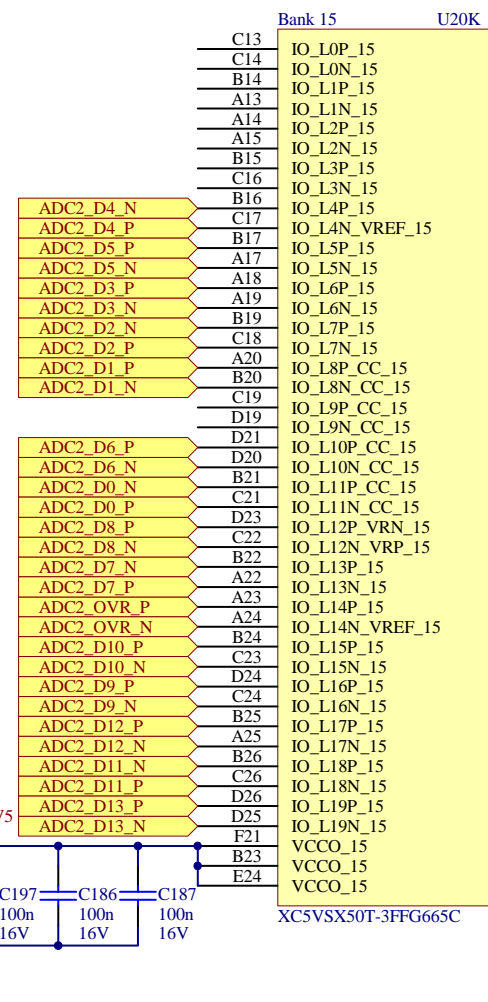 Bank 15 U20K
C13 IO_L0P_15
C14 IO_L0N_15
B14 IO_L1P_15
A13 IO_L1N_15
A14 IO_L2P_15
A15 IO_L2N_15
B15 IO_L3P_15
C16 IO_L3N_15
ADC2_D4_N B16 IO_L4P_15
ADC2_D4_P C17 IO_L4N_VREF_15
ADC2_D5_P B17 IO_L5P_15
ADC2_D5_N A17 IO_L5N_15
ADC2_D3_P A18 IO_L6P_15
ADC2_D3_N A19 IO_L6N_15
ADC2_D2_N B19 IO_L7P_15
ADC2_D2_P C18 IO_L7N_15
ADC2_D1_P A20 IO_L8P_CC_15
ADC2_D1_N B20 IO_L8N_CC_15
C19 IO_L9P_CC_15
D19 IO_L9N_CC_15
ADC2_D6_P D21 IO_L10P_CC_15
ADC2_D6_N D20 IO_L10N_CC_15
ADC2_D0_N B21 IO_L11P_CC_15
ADC2_D0_P C21 IO_L11N_CC_15
ADC2_D8_P D23 IO_L12P_VRN_15
ADC2_D8_N C22 IO_L12N_VRP_15
ADC2_D7_N B22 IO_L13P_15
ADC2_D7_P A22 IO_L13N_15
ADC2_OVR_P A23 IO_L14P_15
ADC2_OVR_N A24 IO_L14N_VREF_15
ADC2_D10_P B24 IO_L15P_15
ADC2_D10_N C23 IO_L15N_15
ADC2_D9_P D24 IO_L16P_15
ADC2_D9_N C24 IO_L16N_15
ADC2_D12_P B25 IO_L17P_15
ADC2_D12_N A25 IO_L17N_15
ADC2_D11_N B26 IO_L18P_15
ADC2_D11_P C26 IO_L18N_15
ADC2_D13_P D26 IO_L19P_15
ADC2_D13_N D25 IO_L19N_15
F21 VCCO_15
B23 VCCO_15
E24 VCCO_15
C197 C186 C187
100n 100n 100n
16V 16V 16V
XC5VSX50T-3FFG665C